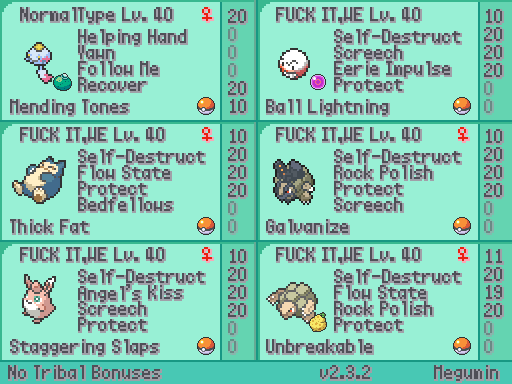 NormalType Lv. 40 ♀ 20
Helping Hand 0
Yawn 0
Follow Me 0
Recover 20
Mending Tones 10
FUCK IT,WE Lv. 40 10
Self-Destruct 20
Screech 20
Eerie Impulse 20
Protect 0
Ball Lightning 0
FUCK IT,WE Lv. 40 ♀ 10
Self-Destruct 20
Flow State 20
Protect 20
Bedfellows 0
Thick Fat 0
FUCK IT,WE Lv. 40 ♀ 10
Self-Destruct 20
Rock Polish 20
Protect 20
Screech 0
Galvanize 0
FUCK IT,WE Lv. 40 ♀ 10
Self-Destruct 20
Angel's Kiss 20
Screech 20
Protect 0
Staggering Slaps 0
FUCK IT,WE Lv. 40 ♀ 11
Self-Destruct 20
Flow State 19
Rock Polish 20
Protect 0
Unbreakable 0
No Tribal Bonuses v2.3.2 Megumin